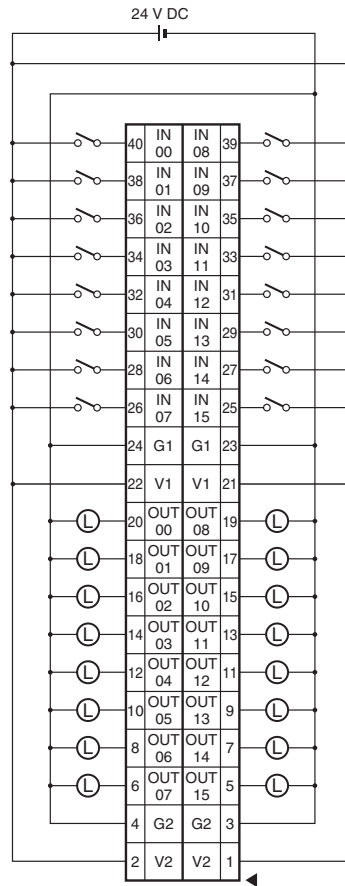 24 V DC
40 IN 00 IN 08 39
38 IN 01 IN 09 37
36 IN 02 IN 10 35
34 IN 03 IN 11 33
32 IN 04 IN 12 31
30 IN 05 IN 13 29
28 IN 06 IN 14 27
26 IN 07 IN 15 25
24 G1 G1 23
22 V1 V1 21
L 20 OUT 00 OUT 08 19 L
L 18 OUT 01 OUT 09 17 L
L 16 OUT 02 OUT 10 15 L
L 14 OUT 03 OUT 11 13 L
L 12 OUT 04 OUT 12 11 L
L 10 OUT 05 OUT 13 9 L
L 8 OUT 06 OUT 14 7 L
L 6 OUT 07 OUT 15 5 L
4 G2 G2 3
2 V2 V2 1